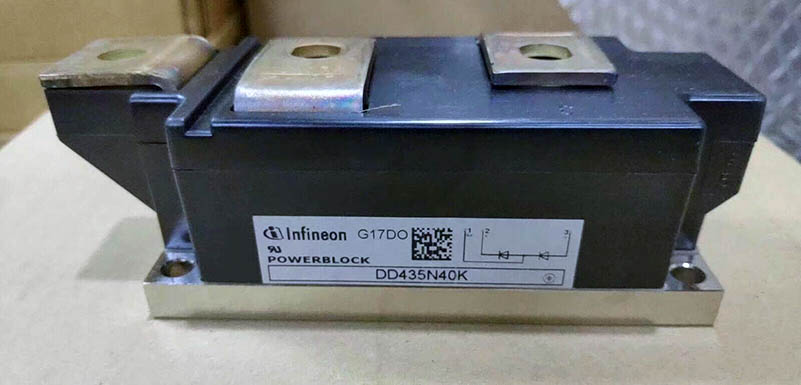 Infineon G17DO
1 2 3
POWERBLOCK
DD435N40K